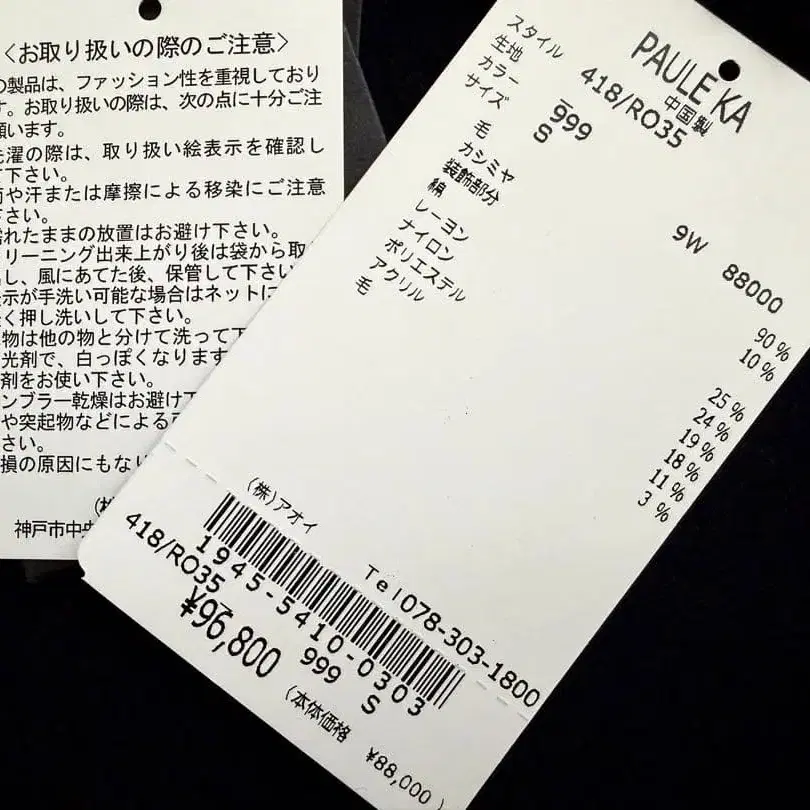 〈お取り扱いの際のご注意〉
の製品は、ファッション性を重視しており
す。お取り扱いの際は、次の点に十分ご注
願います。
洗濯の際は、取り扱い絵表示を確認し
て下さい。
雨や汗または摩擦による移染にご注意
下さい。
濡れたままの放置はお避け下さい。
クリーニング出来上がり後は袋から取
出し、風にあてた後、保管して下さい
表示が手洗い可能な場合はネットに
軽く押し洗いして下さい。
物は他の物と分けて洗って下
光剤で、白っぽくなります
剤をお使い下さい。
ンブラー乾燥はお避け下
や突起物などによる
さい。
損の原因にもなり
神戸市中央
PAULE KA
中国製
スタイル 418/RO35
生地
カラー 999
サイズ S
9W 88000
毛 90%
カシミヤ 10%
装飾部分
絹 25%
レーヨン 24%
ナイロン 19%
ポリエステル 18%
アクリル 11%
毛 3%
(株)アオイ Tel078-303-1800
1945-5410-0303
418/RO35 999 S
¥96,800
(本体価格 ¥88,000)